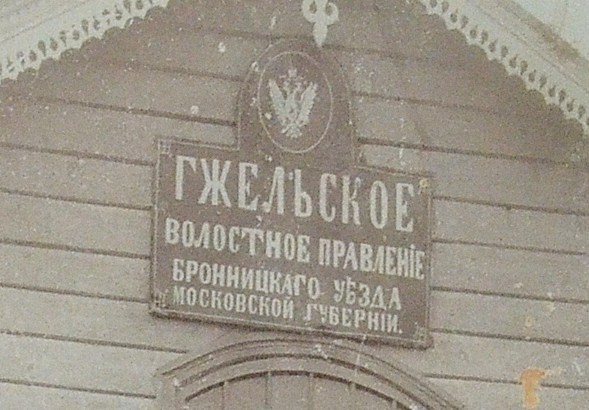 ГЖЕЛЬСКОЕ
ВОЛОСТНОЕ ПРАВЛЕНІЕ
БРОННИЦКАГО УѢЗДА
МОСКОВСКОЙ ГУБЕРНІИ.